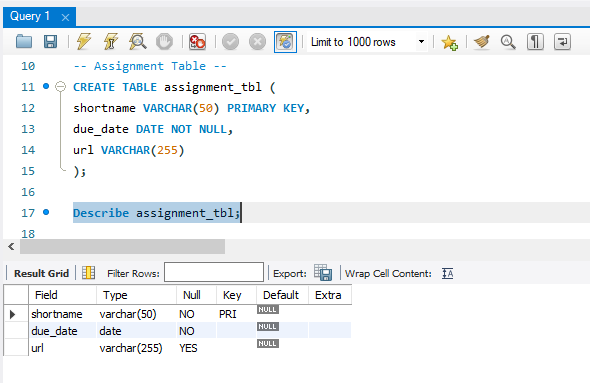 Query 1
Limit to 1000 rows
10 -- Assignment Table --
11 CREATE TABLE assignment_tbl (
12 shortname VARCHAR(50) PRIMARY KEY,
13 due_date DATE NOT NULL,
14 url VARCHAR(255)
15 );
16
17 Describe assignment_tbl;
18
Result Grid Filter Rows: Export: Wrap Cell Content: IA
Field Type Null Key Default Extra
shortname varchar(50) NO PRI NULL
due_date date NO NULL
url varchar(255) YES NULL